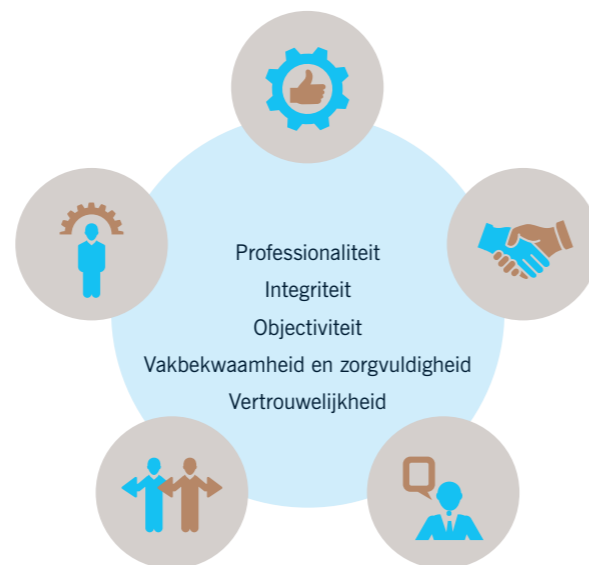 Professionaliteit
Integriteit
Objectiviteit
Vakbekwaamheid en zorgvuldigheid
Vertrouwelijkheid